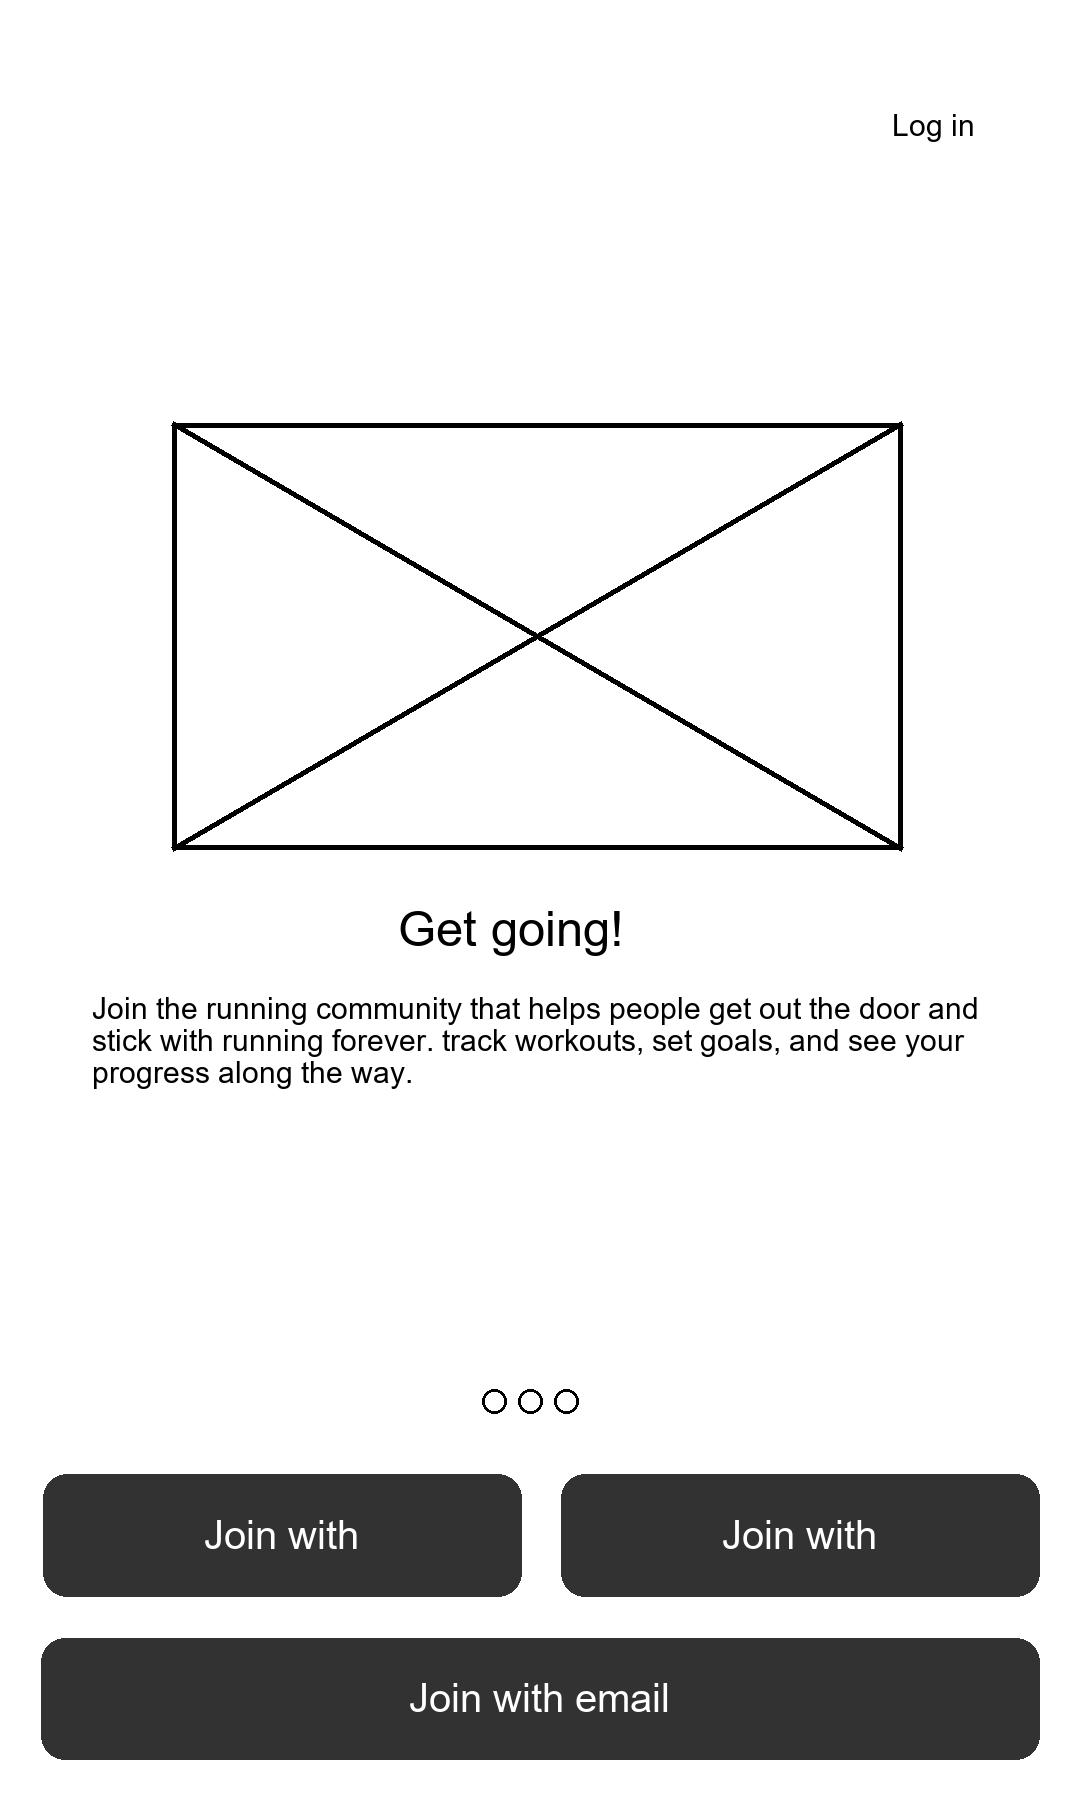 Log in
Get going!
Join the running community that helps people get out the door and
stick with running forever. track workouts, set goals, and see your
progress along the way.
Join with
Join with
Join with email